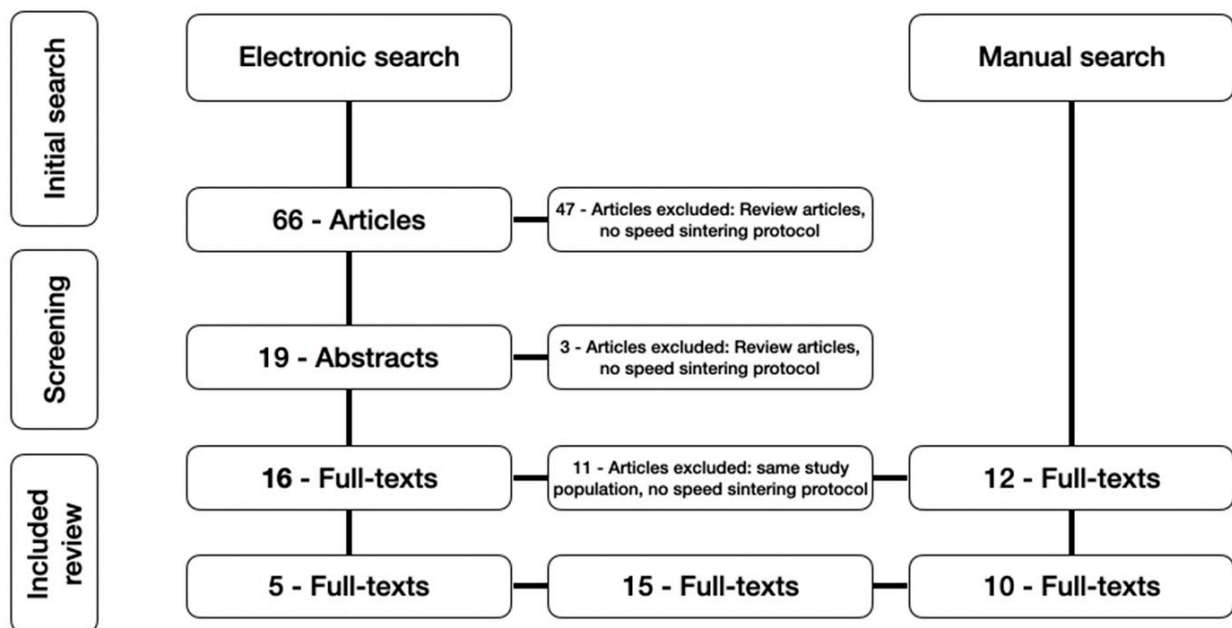 Initial search
Electronic search
Manual search
66 - Articles
47 - Articles excluded: Review articles,
no speed sintering protocol
Screening
19 - Abstracts
3 - Articles excluded: Review articles,
no speed sintering protocol
Included
review
16 - Full-texts
11 - Articles excluded: same study
population, no speed sintering protocol
12 - Full-texts
5 - Full-texts
15 - Full-texts
10 - Full-texts